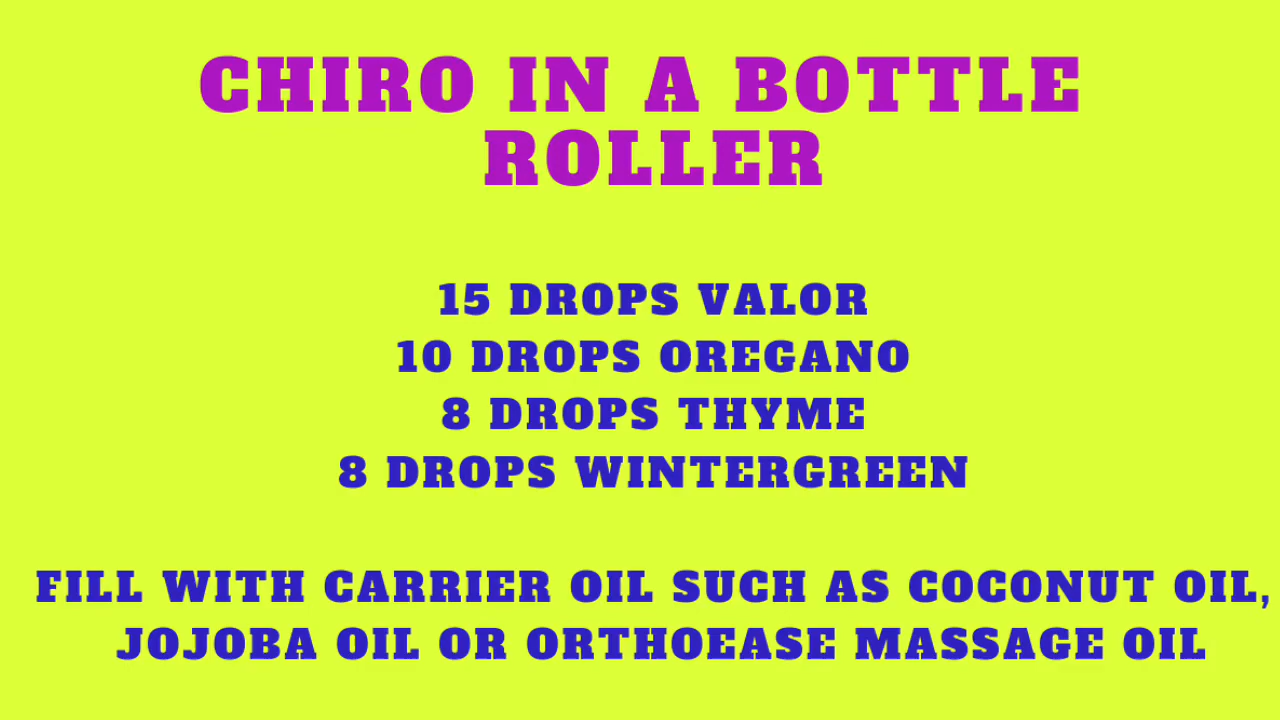 CHIRO IN A BOTTLE
ROLLER
15 DROPS VALOR
10 DROPS OREGANO
8 DROPS THYME
8 DROPS WINTERGREEN
FILL WITH CARRIER OIL SUCH AS COCONUT OIL,
JOJOBA OIL OR ORTHOEASE MASSAGE OIL